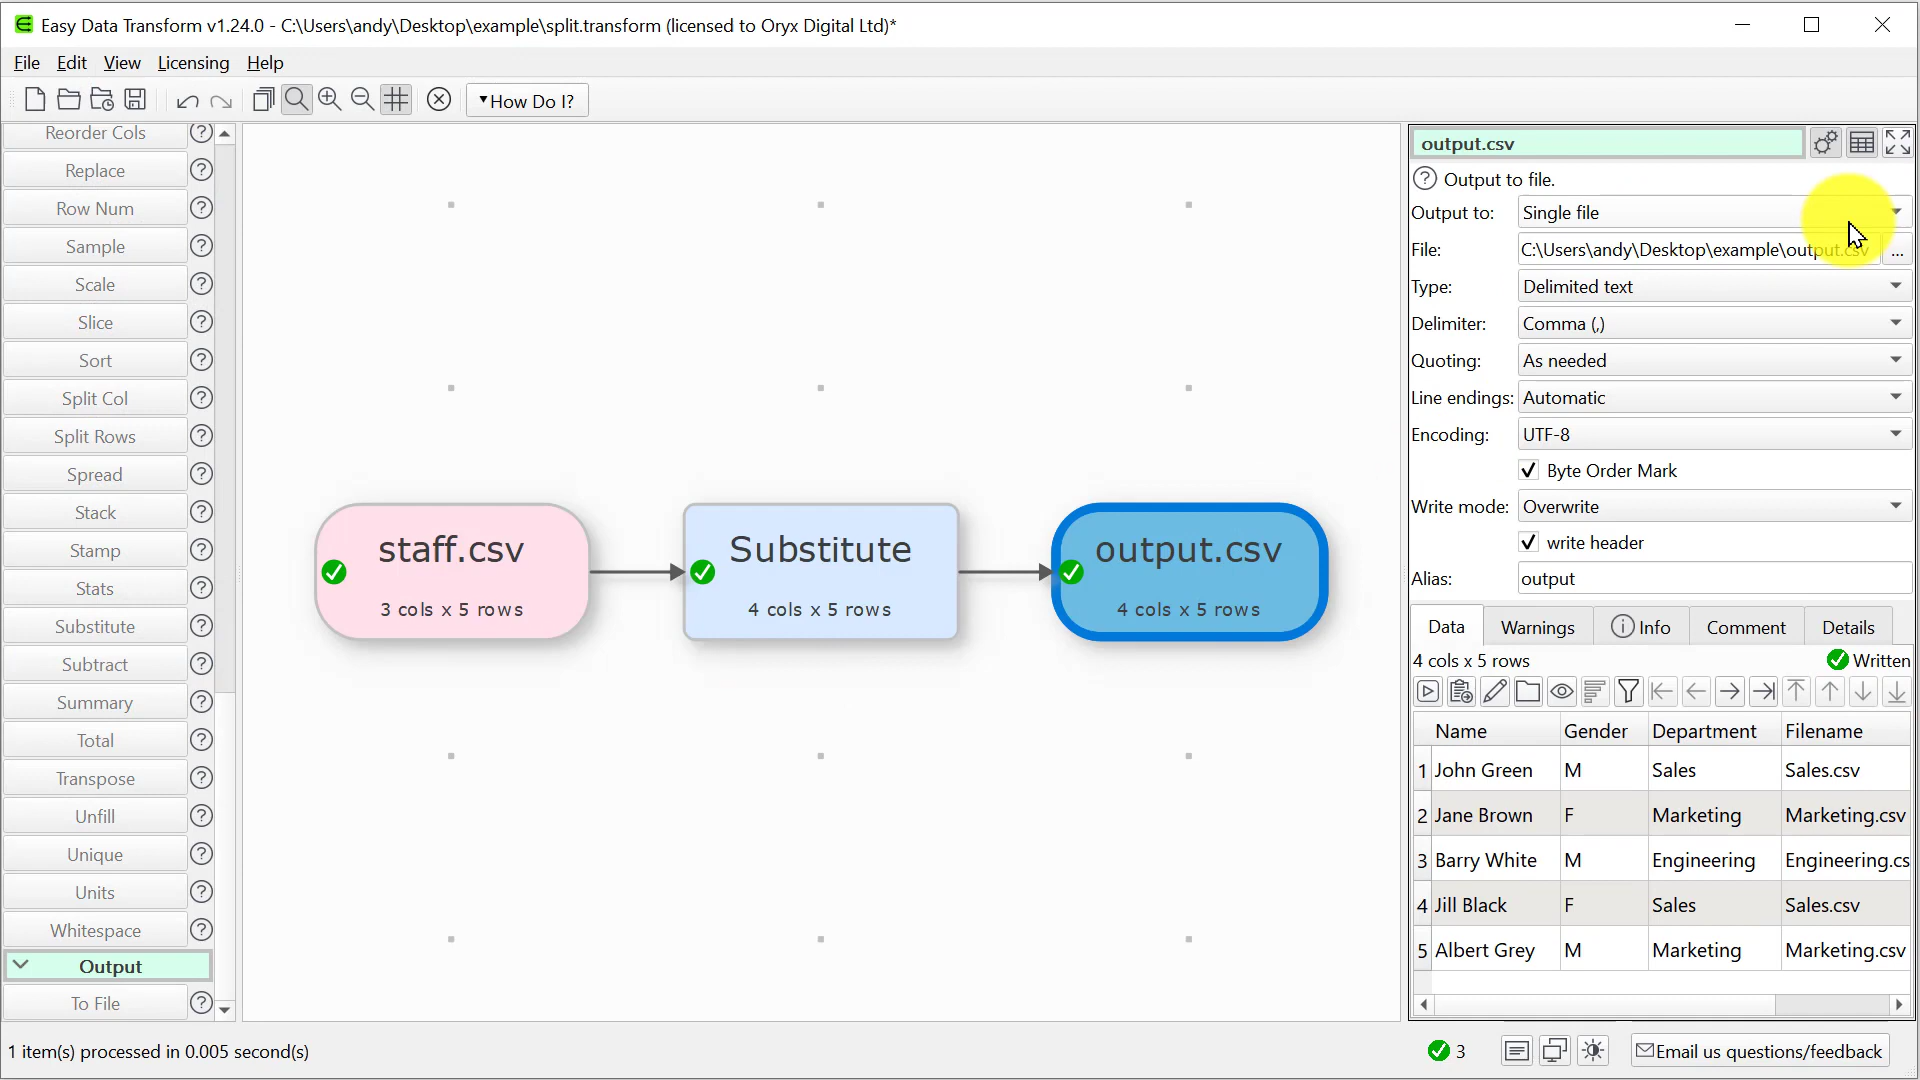 Easy Data Transform v1.24.0 - C:\Users\andy\Desktop\example\split.transform (licensed to Oryx Digital Ltd)*
File Edit View Licensing Help
How Do I?
Reorder Cols
Replace
Row Num
Sample
Scale
Slice
Sort
Split Col
Split Rows
Spread
Stack
Stamp
Stats
Substitute
Subtract
Summary
Total
Transpose
Unfill
Unique
Units
Whitespace
Output
To File
staff.csv
3 cols x 5 rows
Substitute
4 cols x 5 rows
output.csv
4 cols x 5 rows
output.csv
Output to file.
Output to: Single file
File: C:\Users\andy\Desktop\example\output.csv ...
Type: Delimited text
Delimiter: Comma (,)
Quoting: As needed
Line endings: Automatic
Encoding: UTF-8
Byte Order Mark
Write mode: Overwrite
write header
Alias: output
Data Warnings Info Comment Details
4 cols x 5 rows Written
Name Gender Department Filename
1 John Green M Sales Sales.csv
2 Jane Brown F Marketing Marketing.csv
3 Barry White M Engineering Engineering.cs
4 Jill Black F Sales Sales.csv
5 Albert Grey M Marketing Marketing.csv
1 item(s) processed in 0.005 second(s)
3
Email us questions/feedback